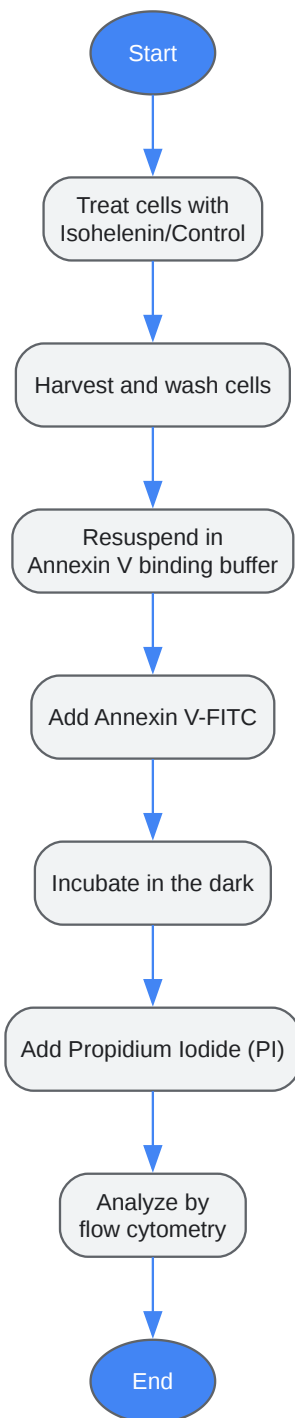 Start
Treat cells with
Isohelenin/Control
Harvest and wash cells
Resuspend in
Annexin V binding buffer
Add Annexin V-FITC
Incubate in the dark
Add Propidium Iodide (PI)
Analyze by
flow cytometry
End